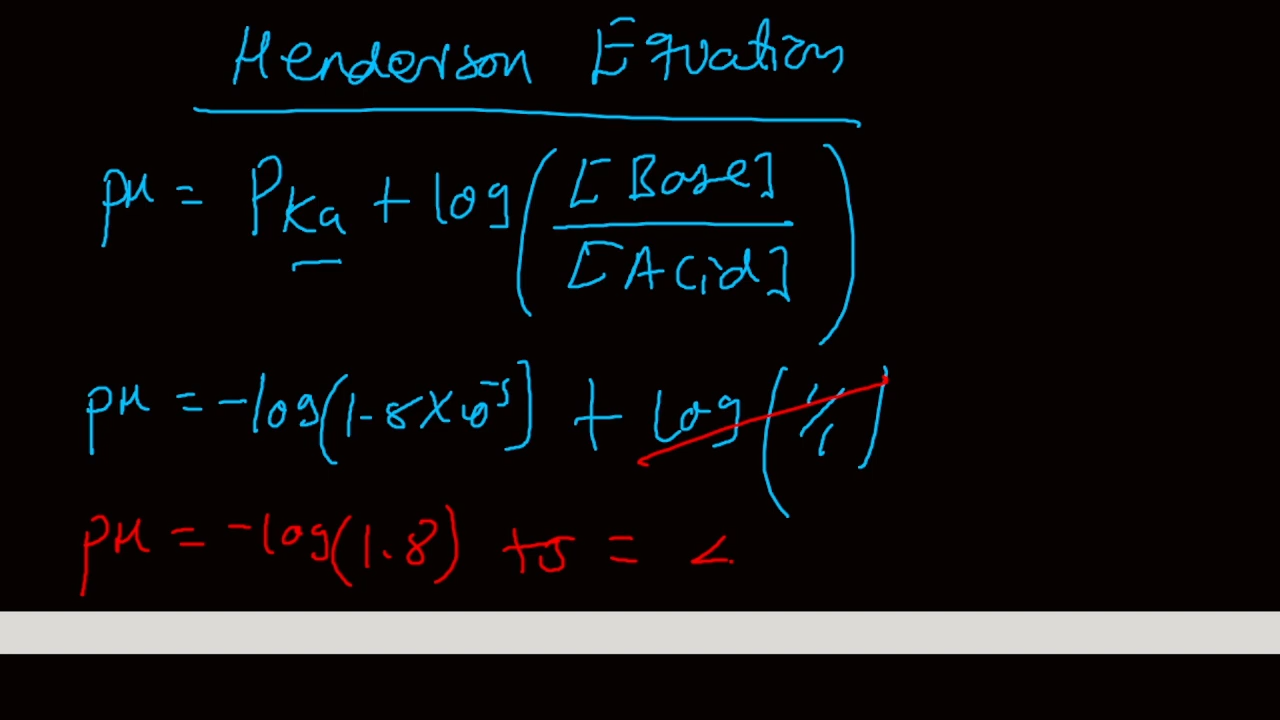 Henderson Equation
pH = PKa + log([Base]/[Acid])
pH = -log(1.8×10⁻⁵] + log(1/1)
pH = -log(1.8) +5 = 4.